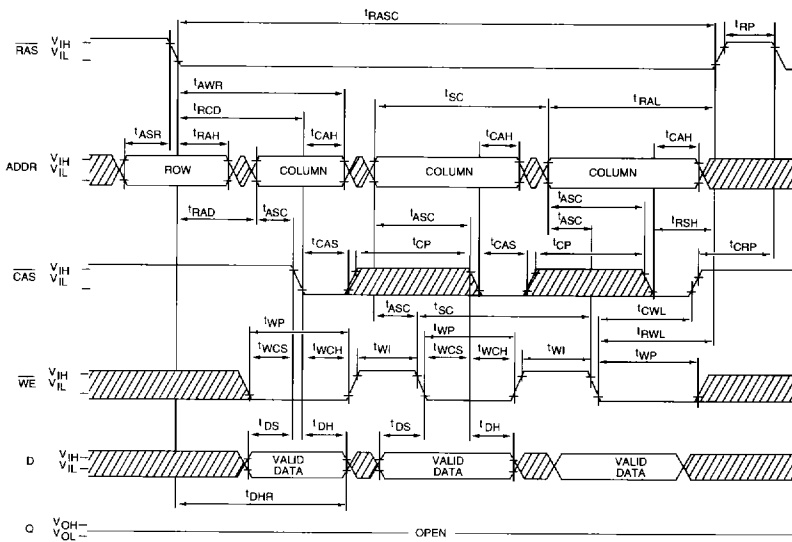 tRASC
tRP
RAS VIH
VIL
tAWR
tRCD
tSC
tRAL
tASR
tRAH
tCAH
tCAH
tCAH
ADDR VIH
VIL
ROW
COLUMN
COLUMN
COLUMN
tRAD
tASC
tASC
tASC
tASC
tRSH
tCAS
tCP
tCAS
tCP
tCRP
CAS VIH
VIL
tASC
tSC
tCWL
tWP
tWP
tRWL
tWCS
tWCH
tWI
tWCS
tWCH
tWI
tWP
WE VIH
VIL
tDS
tDH
tDS
tDH
D VIH
VIL
VALID
DATA
VALID
DATA
VALID
DATA
tDHR
Q VOH
VOL
OPEN